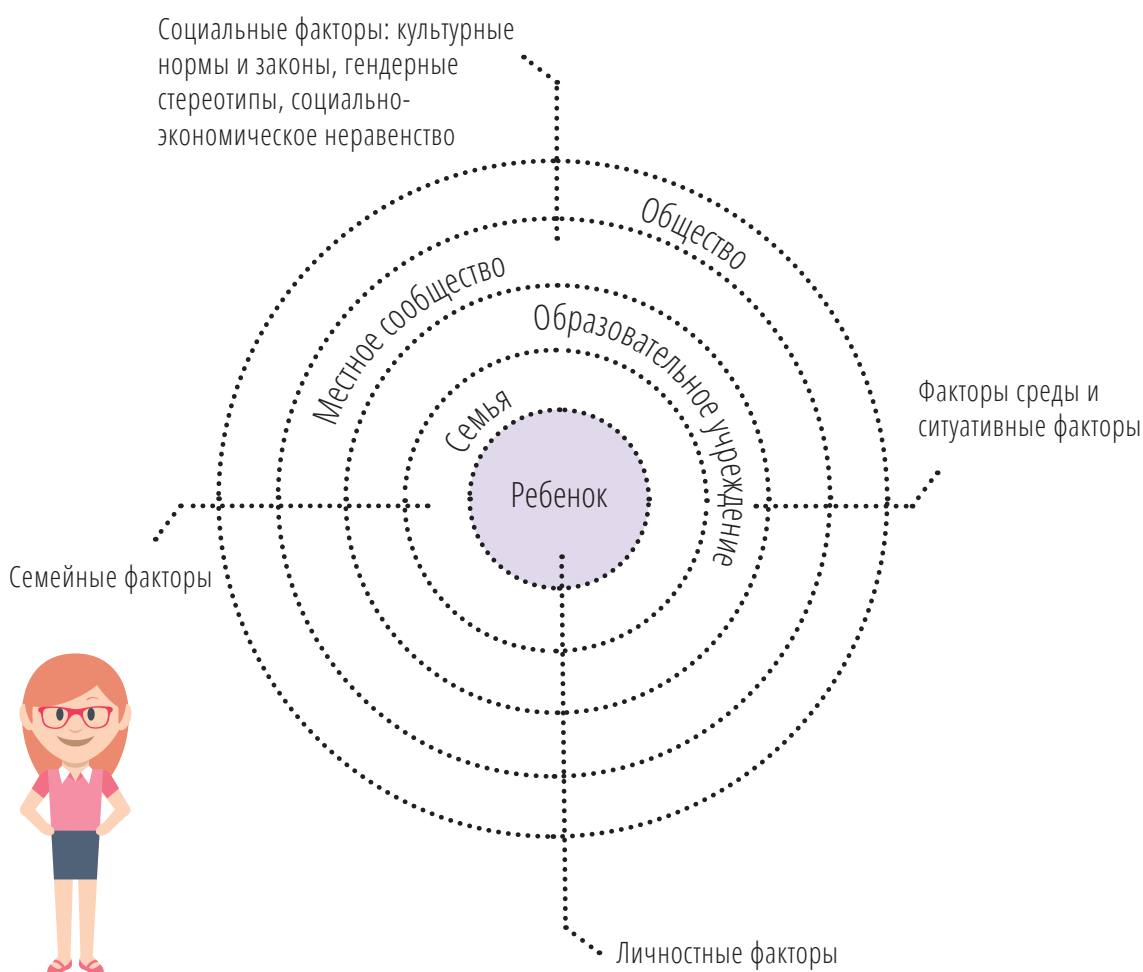 Социальные факторы: культурные
нормы и законы, гендерные
стереотипы, социально-
экономическое неравенство
Общество
Местное сообщество
Образовательное учреждение
Семья
Ребенок
Факторы среды и
ситуативные факторы
Семейные факторы
Личностные факторы